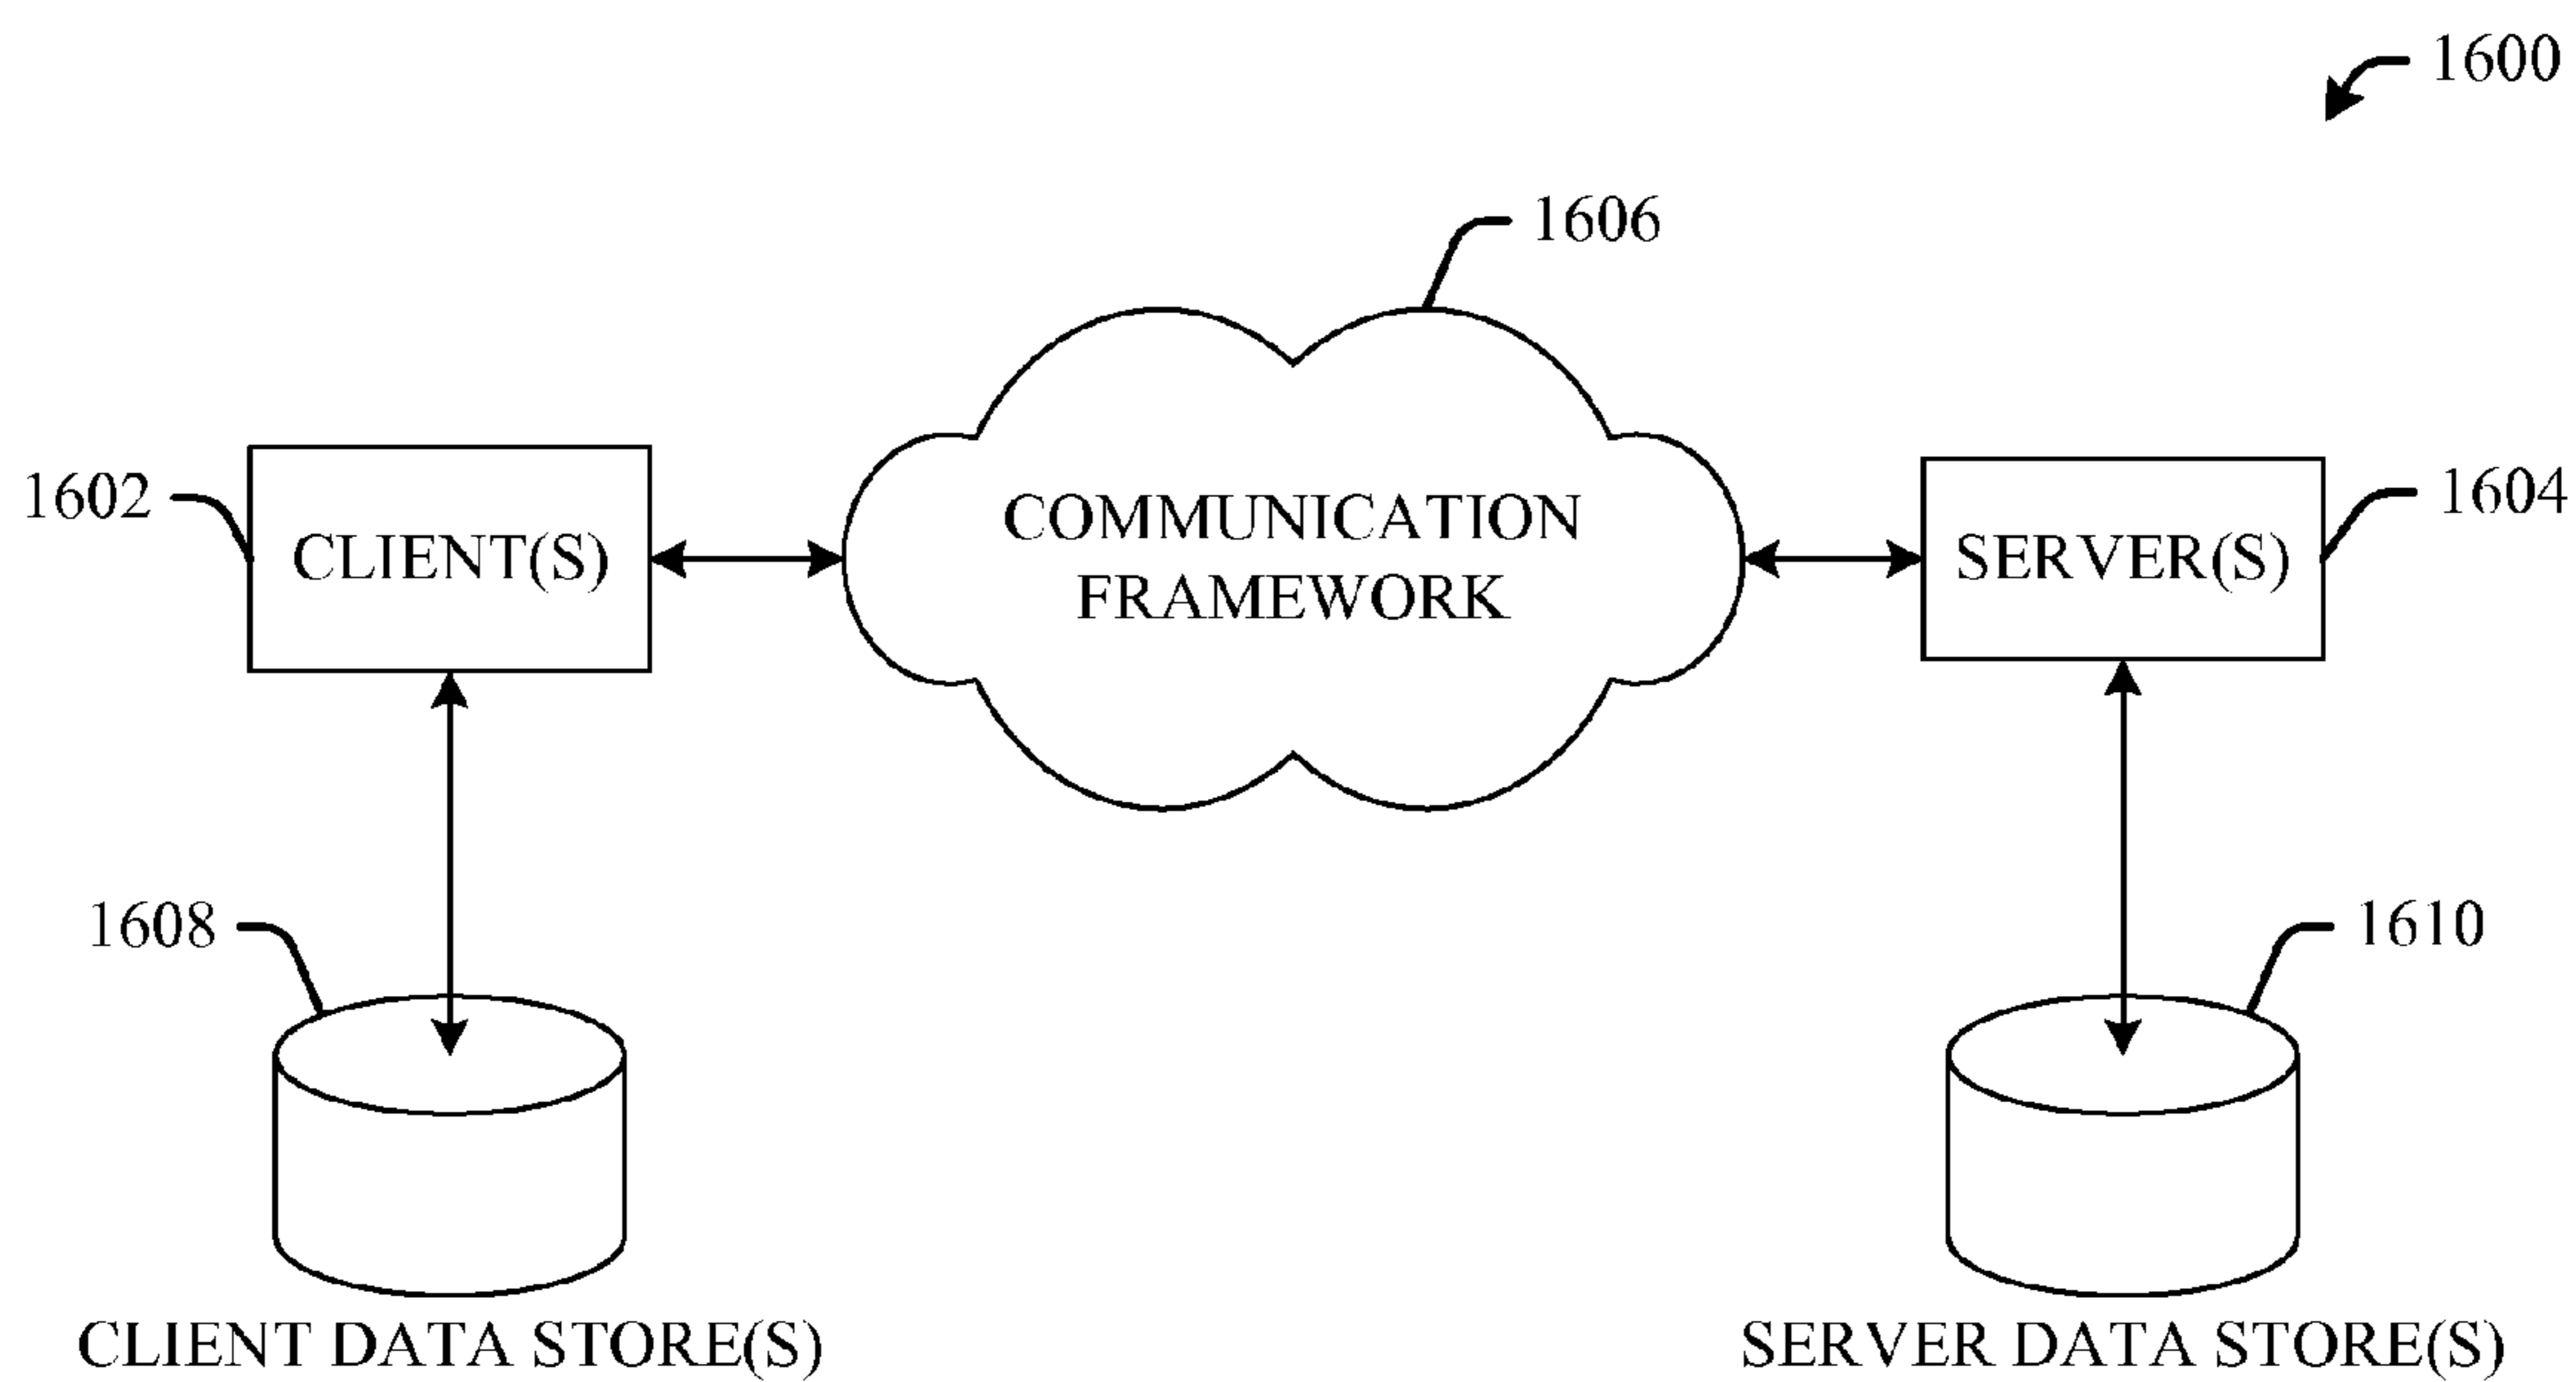 1600
1606
1602
CLIENT(S)
COMMUNICATION
FRAMEWORK
SERVER(S)
1604
1608
1610
CLIENT DATA STORE(S)
SERVER DATA STORE(S)